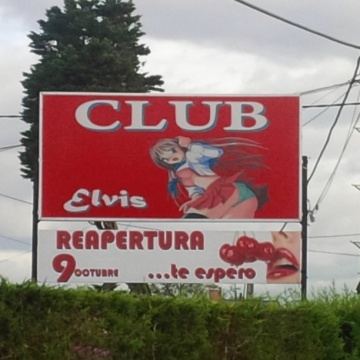 CLUB
Elvis
REAPERTURA
9 OCTUBRE ...te espero